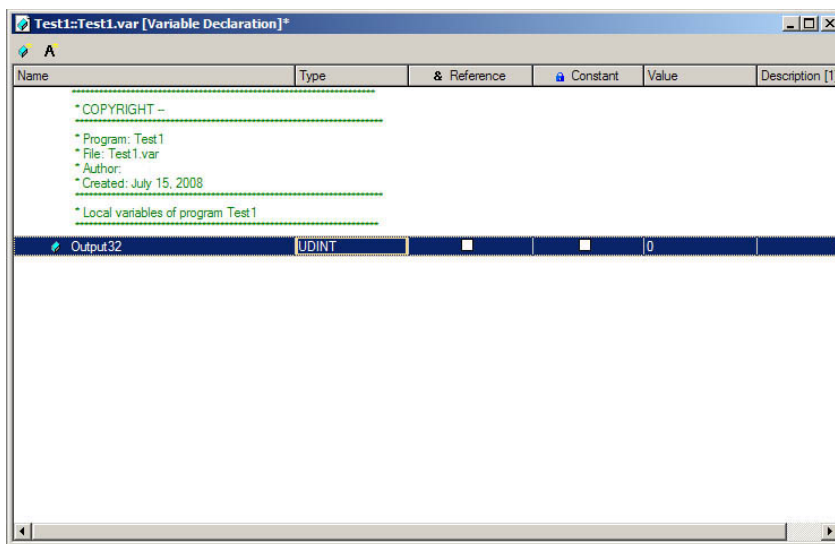 Test1::Test1.var [Variable Declaration]*
A
Name Type & Reference Constant Value Description [1]
* COPYRIGHT --
* Program: Test1
* File: Test1.var
* Author:
* Created: July 15, 2008
* Local variables of program Test1
Output32 UDINT 0